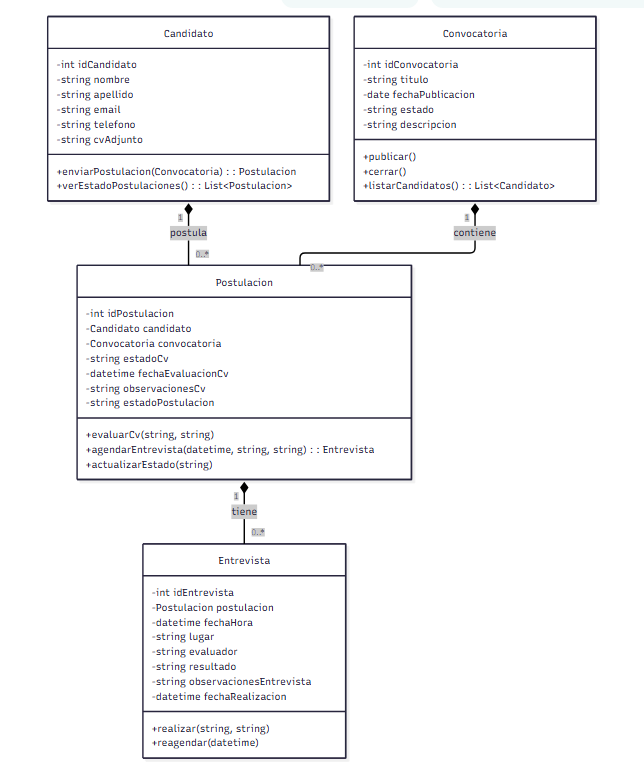 Candidato
-int idCandidato
-string nombre
-string apellido
-string email
-string telefono
-string cvAdjunto
+enviarPostulacion(Convocatoria) : : Postulacion
+verEstadoPostulaciones() : : List<Postulacion>
Convocatoria
-int idConvocatoria
-string titulo
-date fechaPublicacion
-string estado
-string descripcion
+publicar()
+cerrar()
+listarCandidatos() : : List<Candidato>
1
postula
0..*
1
contiene
0..*
Postulacion
-int idPostulacion
-Candidato candidato
-Convocatoria convocatoria
-string estadoCv
-datetime fechaEvaluacionCv
-string observacionesCv
-string estadoPostulacion
+evaluarCv(string, string)
+agendarEntrevista(datetime, string, string) : : Entrevista
+actualizarEstado(string)
1
tiene
0..*
Entrevista
-int idEntrevista
-Postulacion postulacion
-datetime fechaHora
-string lugar
-string evaluador
-string resultado
-string observacionesEntrevista
-datetime fechaRealizacion
+realizar(string, string)
+reagendar(datetime)